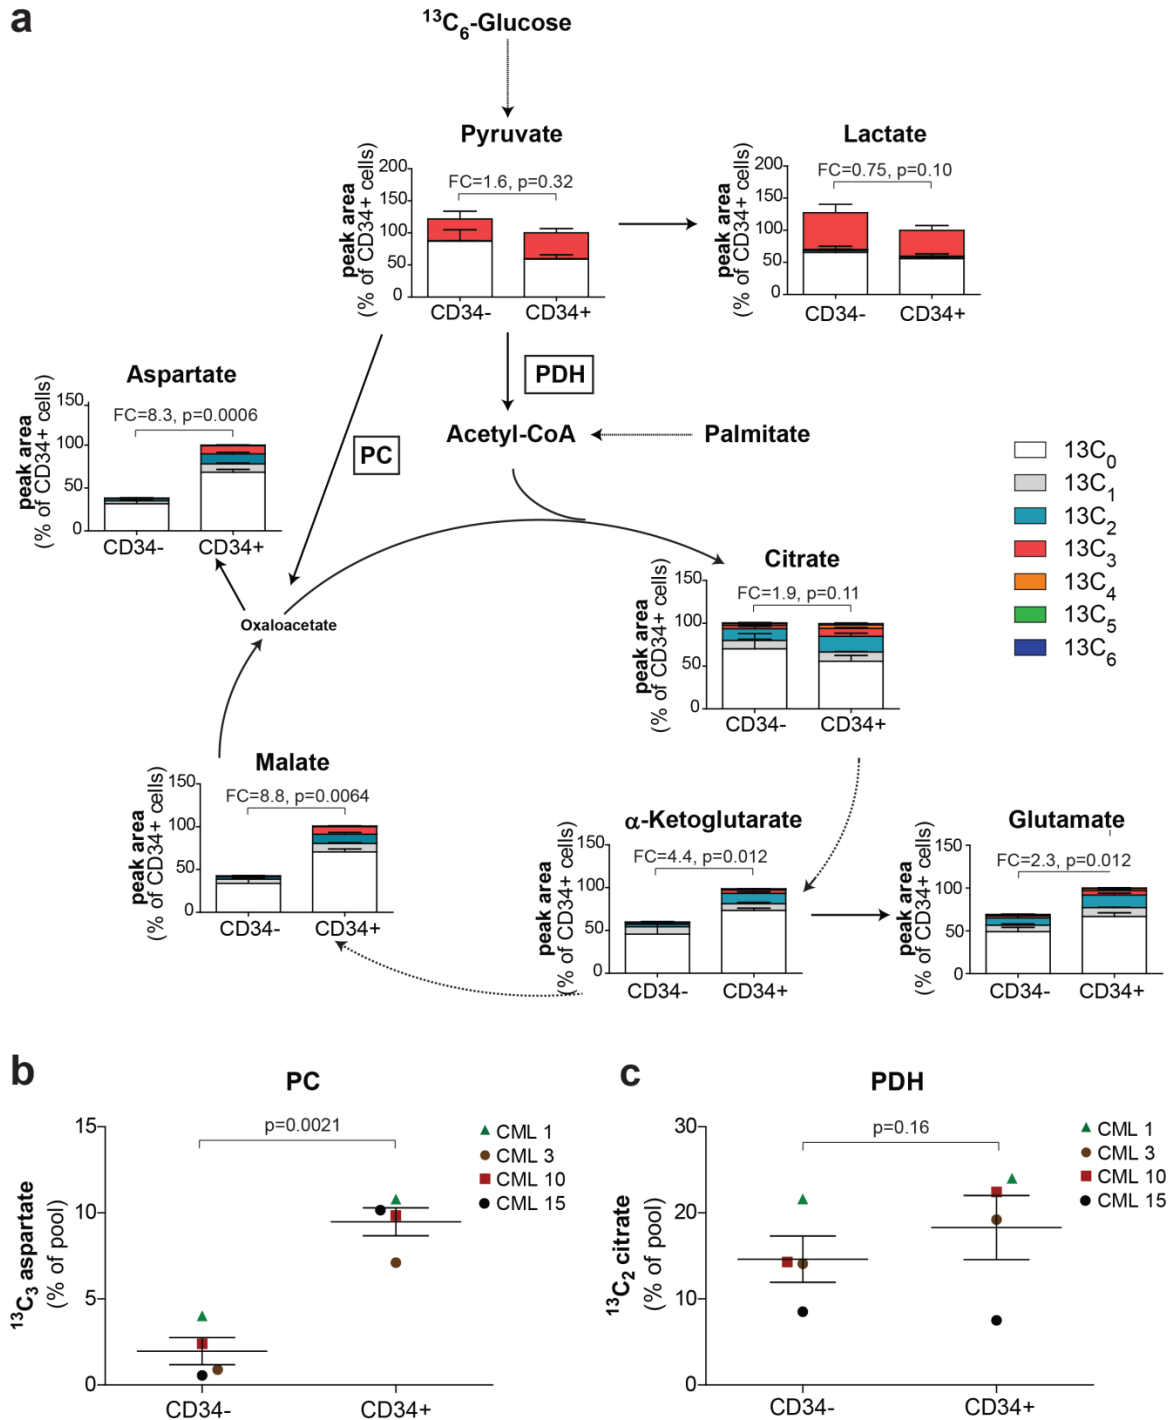 a
¹³C₆-Glucose
Pyruvate
peak area
(% of CD34+ cells)
200
150
100
50
0
FC=1.6, p=0.32
CD34- CD34+
Lactate
peak area
(% of CD34+ cells)
200
150
100
50
0
FC=0.75, p=0.10
CD34- CD34+
PDH
PC
Acetyl-CoA
Palmitate
Aspartate
peak area
(% of CD34+ cells)
150
100
50
0
FC=8.3, p=0.0006
CD34- CD34+
13C₀
13C₁
13C₂
13C₃
13C₄
13C₅
13C₆
Oxaloacetate
Citrate
peak area
(% of CD34+ cells)
150
100
50
0
FC=1.9, p=0.11
CD34- CD34+
Malate
peak area
(% of CD34+ cells)
150
100
50
0
FC=8.8, p=0.0064
CD34- CD34+
α-Ketoglutarate
peak area
(% of CD34+ cells)
150
100
50
0
FC=4.4, p=0.012
CD34- CD34+
Glutamate
peak area
(% of CD34+ cells)
150
100
50
0
FC=2.3, p=0.012
CD34- CD34+
b
PC
¹³C₃ aspartate
(% of pool)
15
10
5
0
p=0.0021
CML 1
CML 3
CML 10
CML 15
CD34- CD34+
c
PDH
¹³C₂ citrate
(% of pool)
30
20
10
0
p=0.16
CML 1
CML 3
CML 10
CML 15
CD34- CD34+